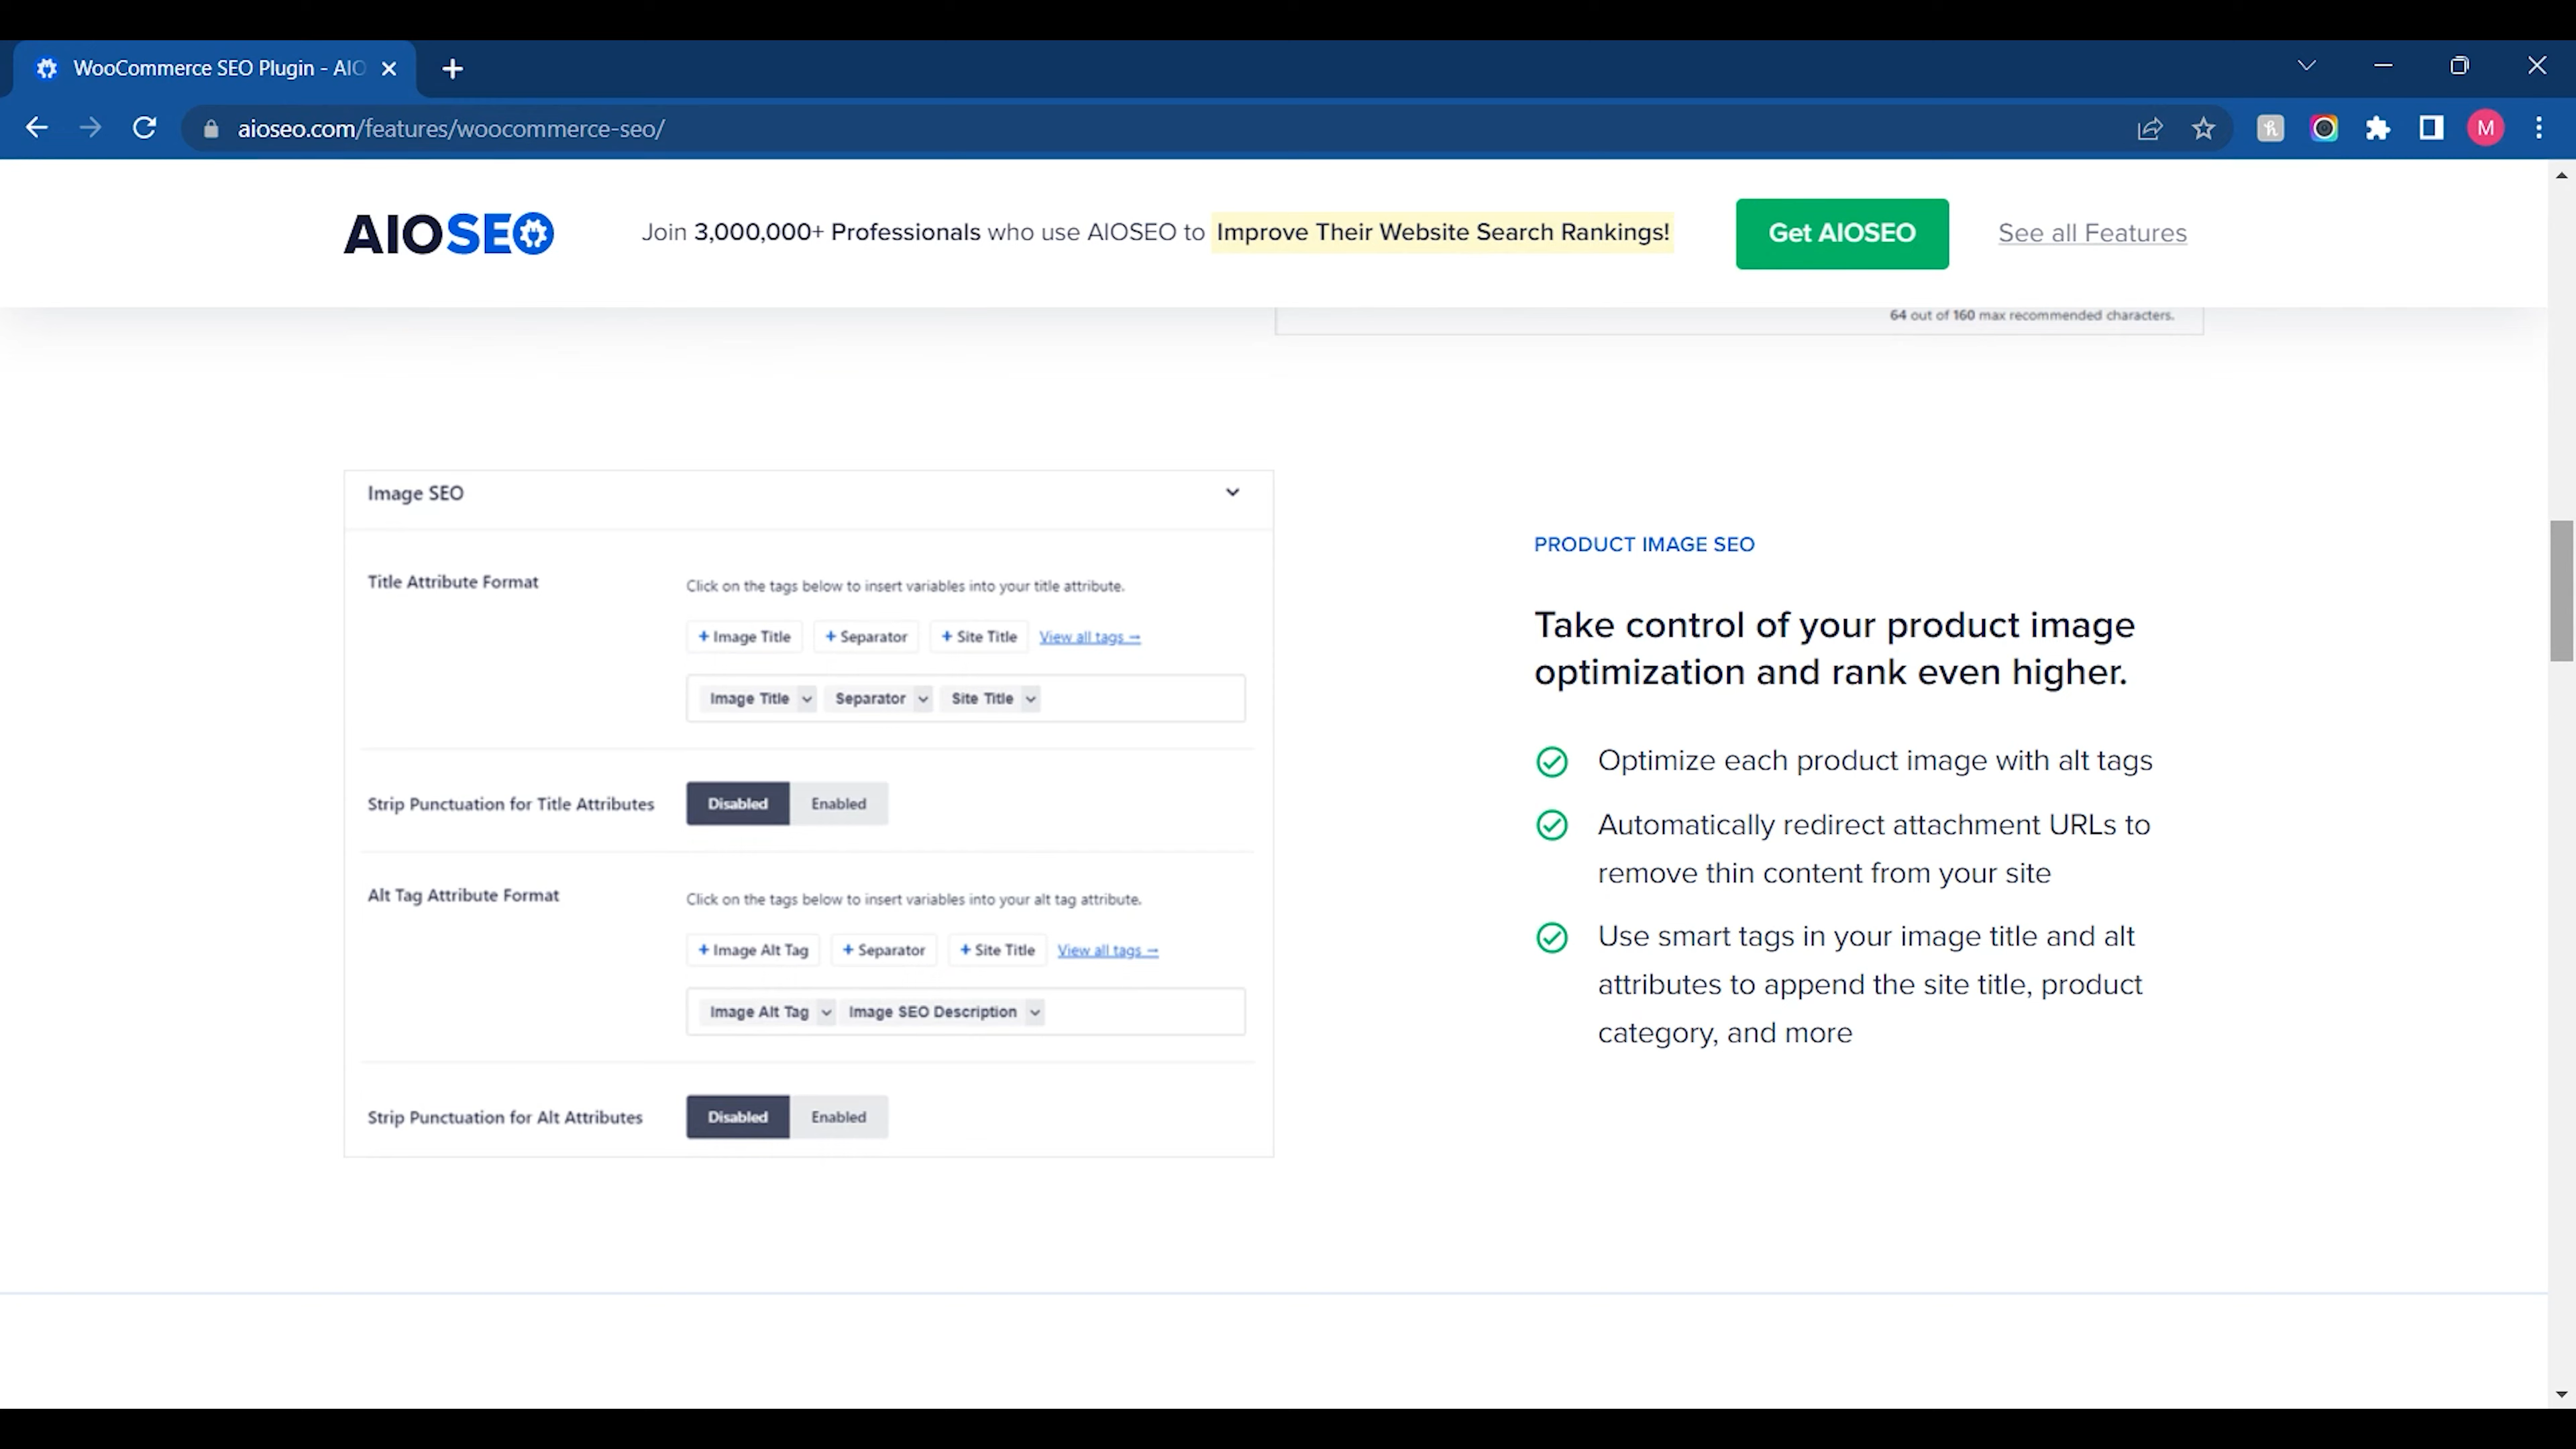 WooCommerce SEO Plugin - AIO
aioseo.com/features/woocommerce-seo/
M
AIOSEO
Join 3,000,000+ Professionals who use AIOSEO to Improve Their Website Search Rankings!
Get AIOSEO
See all Features
64 out of 160 max recommended characters.
Image SEO
Title Attribute Format
Click on the tags below to insert variables into your title attribute.
+ Image Title + Separator + Site Title View all tags →
Image Title Separator Site Title
Strip Punctuation for Title Attributes Disabled Enabled
Alt Tag Attribute Format
Click on the tags below to insert variables into your alt tag attribute.
+ Image Alt Tag + Separator + Site Title View all tags →
Image Alt Tag Image SEO Description
Strip Punctuation for Alt Attributes Disabled Enabled
PRODUCT IMAGE SEO
Take control of your product image
optimization and rank even higher.
Optimize each product image with alt tags
Automatically redirect attachment URLs to
remove thin content from your site
Use smart tags in your image title and alt
attributes to append the site title, product
category, and more